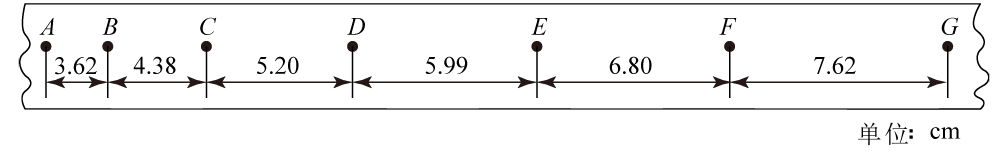 A B C D E F G
3.62 4.38 5.20 5.99 6.80 7.62
单位：cm